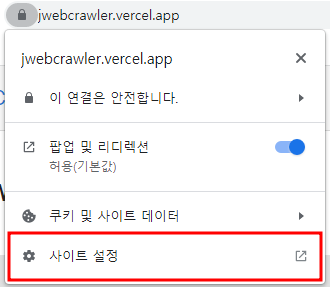 jwebcrawler.vercel.app
jwebcrawler.vercel.app
이 연결은 안전합니다.
팝업 및 리디렉션
허용(기본값)
쿠키 및 사이트 데이터
사이트 설정